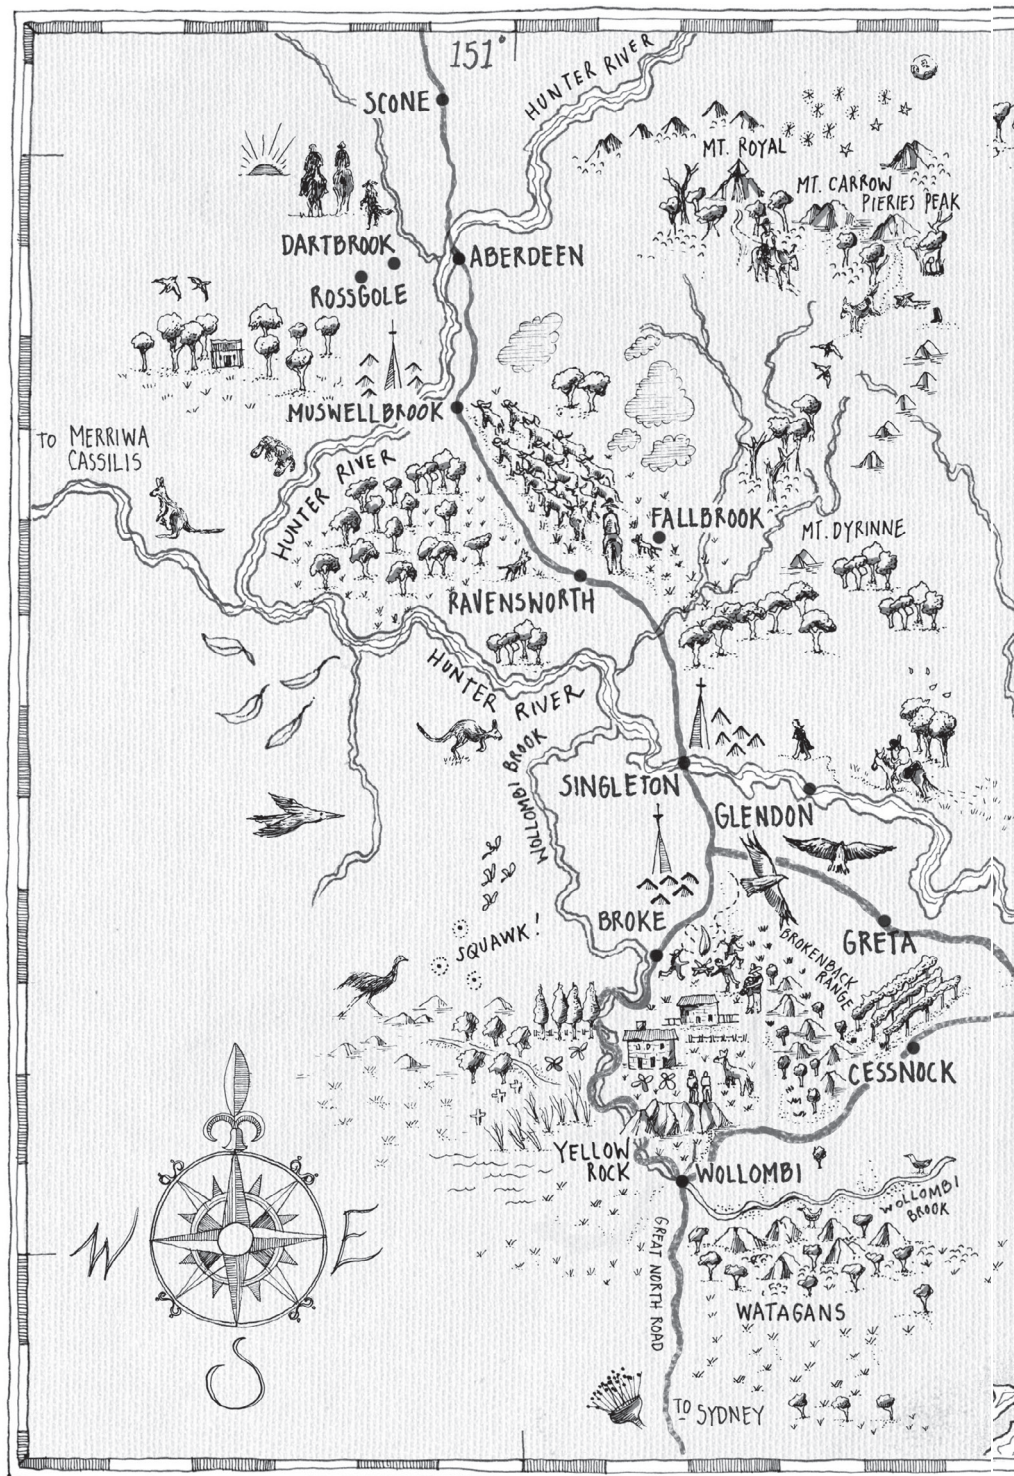 151°
HUNTER RIVER
SCONE
MT. ROYAL
MT. CARROW
PIERIES PEAK
DARTBROOK
ABERDEEN
ROSSGOLE
MUSWELLBROOK
TO MERRIWA
CASSILIS
HUNTER RIVER
FALLBROOK
MT. DYRINNE
RAVENSWORTH
HUNTER RIVER
WOLLOMBI BROOK
SINGLETON
GLENDON
BROKE
SQUAWK!
GRETA
BROKENBACK
RANGE
CESSNOCK
YELLOW
ROCK
WOLLOMBI
WOLLOMBI
BROOK
W
E
S
GREAT NORTH ROAD
WATAGANS
TO SYDNEY